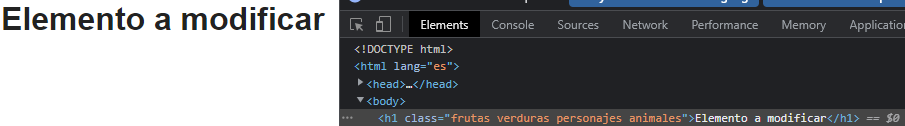 Elemento a modificar
Elements Console Sources Network Performance Memory Application
<!DOCTYPE html>
<html lang="es">
<head>…</head>
<body>
<h1 class="frutas verduras personajes animales">Elemento a modificar</h1> == $0